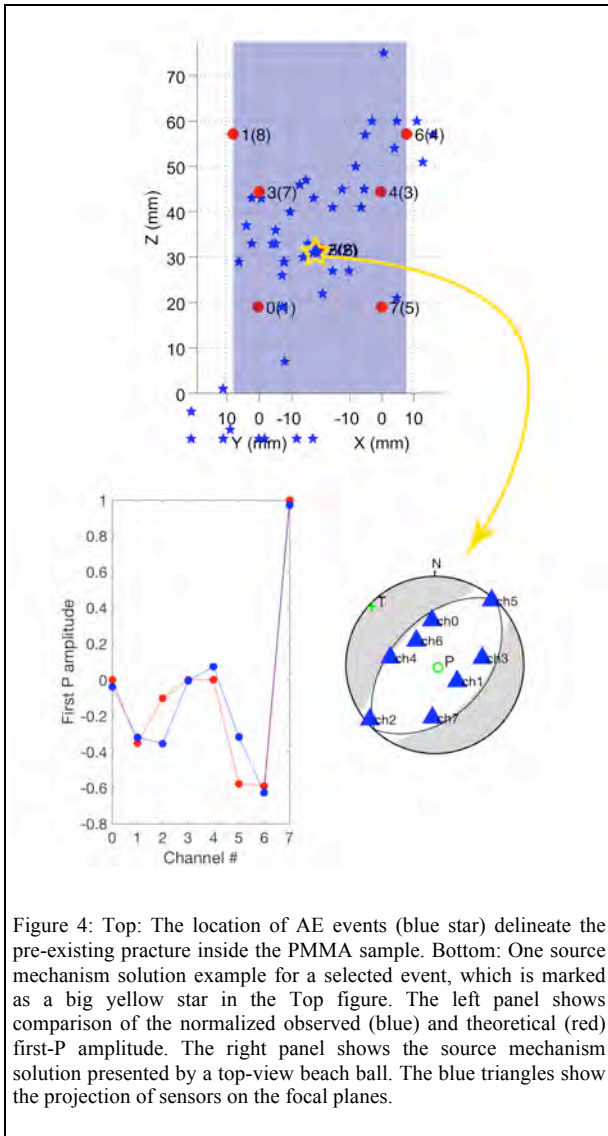 70
60
50
40
30
20
10
0
Z (mm)
1(8)
6(4)
3(7)
4(3)
0(1)
7(5)
10 0 -10 -10 0 10
Y (mm) X (mm)
1
0.8
0.6
0.4
0.2
0
-0.2
-0.4
-0.6
-0.8
First P amplitude
0 1 2 3 4 5 6 7
Channel #
N
T
ch5
ch0
ch6
ch4
ch3
P
ch1
ch2
ch7
Figure 4: Top: The location of AE events (blue star) delineate the
pre-existing practure inside the PMMA sample. Bottom: One source
mechanism solution example for a selected event, which is marked
as a big yellow star in the Top figure. The left panel shows
comparison of the normalized observed (blue) and theoretical (red)
first-P amplitude. The right panel shows the source mechanism
solution presented by a top-view beach ball. The blue triangles show
the projection of sensors on the focal planes.